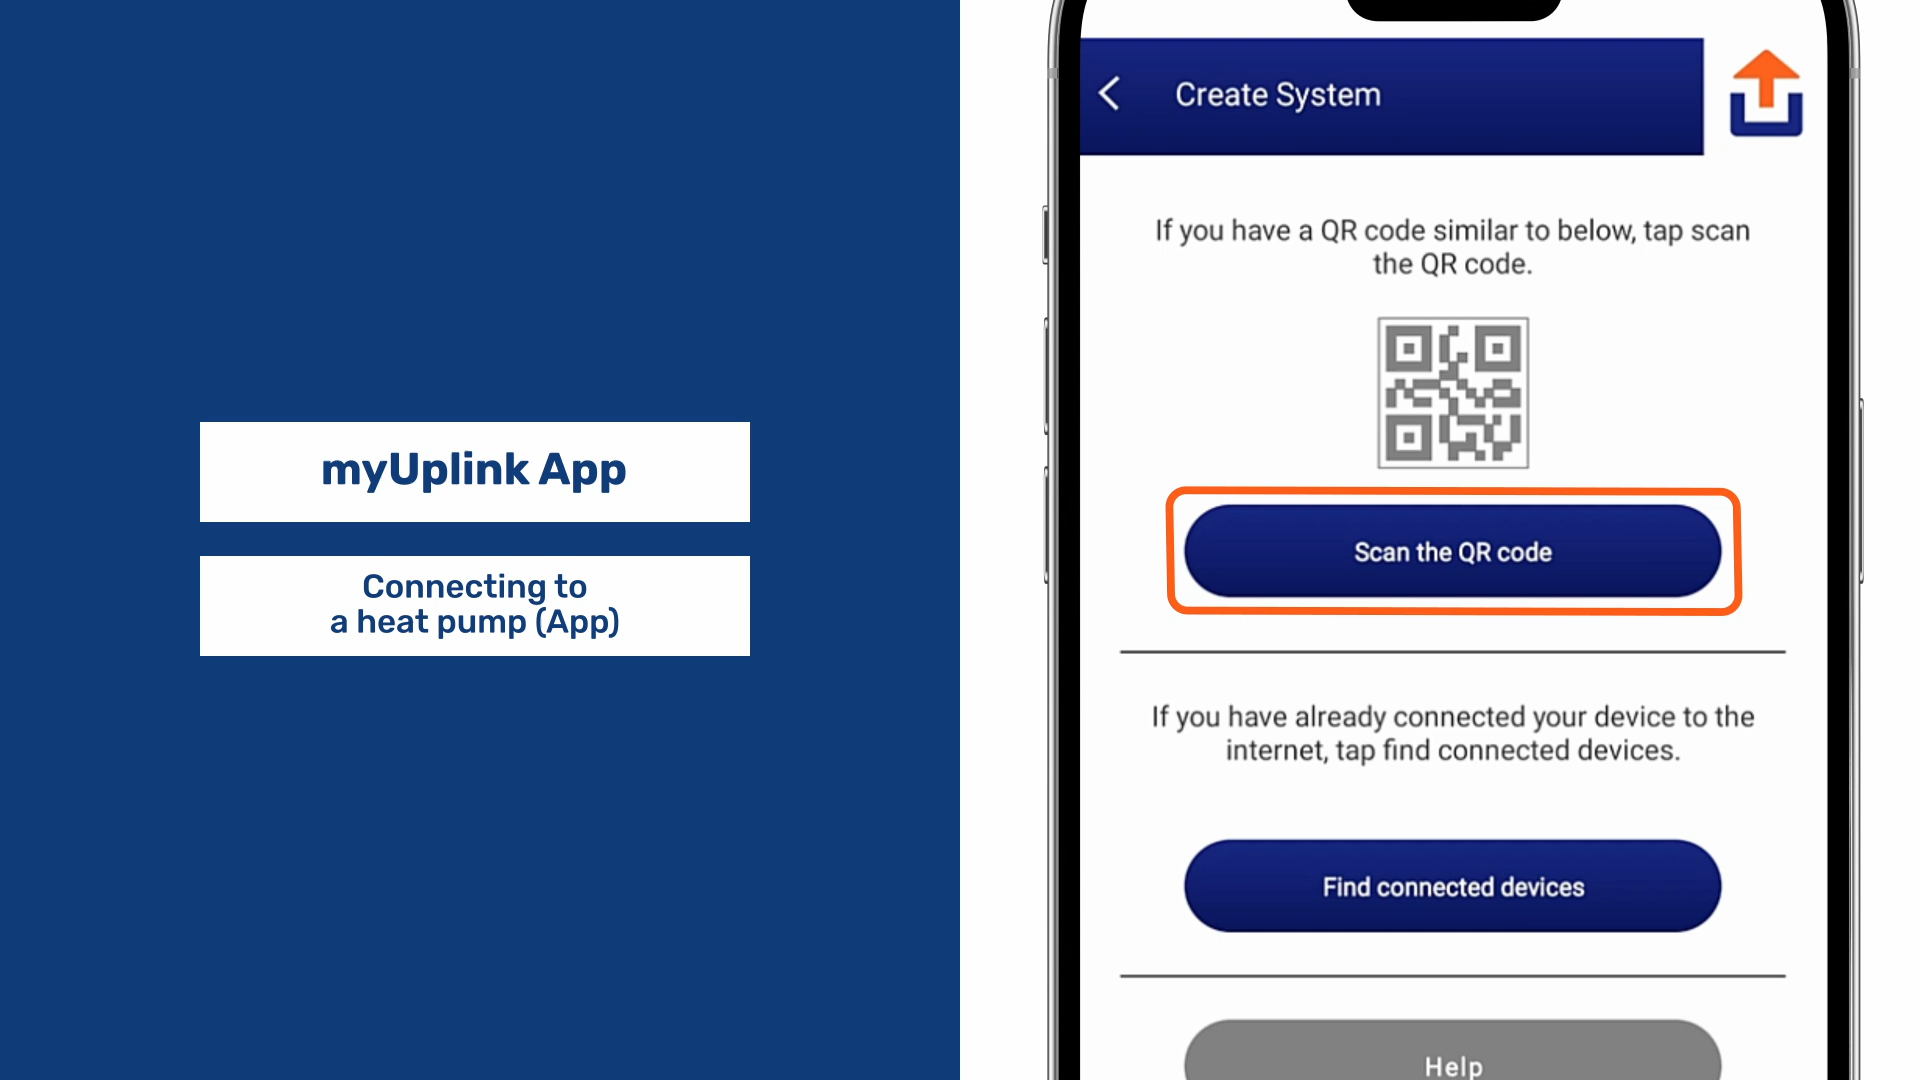 myUplink App
Connecting to
a heat pump (App)
Create System
If you have a QR code similar to below, tap scan
the QR code.
Scan the QR code
If you have already connected your device to the
internet, tap find connected devices.
Find connected devices
Help